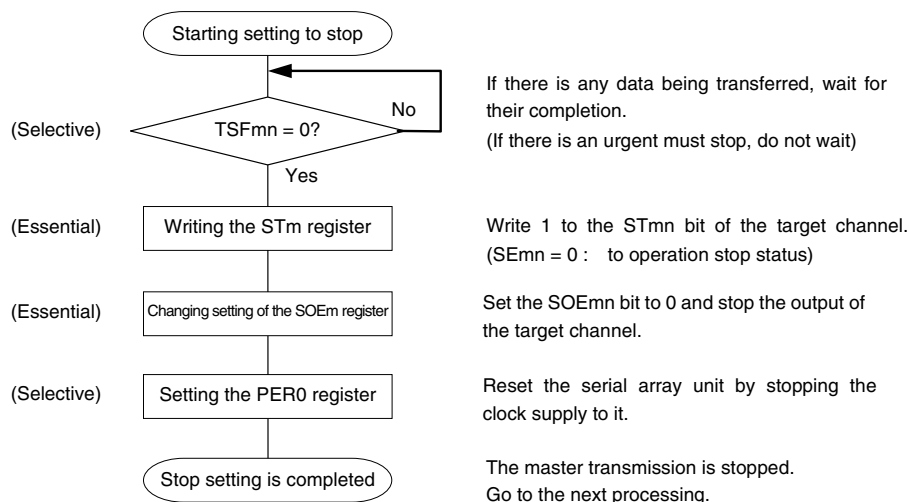 Starting setting to stop
If there is any data being transferred, wait for
their completion.
(If there is an urgent must stop, do not wait)
No
(Selective)
TSFmn = 0?
Yes
(Essential)
Writing the STm register
Write 1 to the STmn bit of the target channel.
(SEmn = 0 : to operation stop status)
(Essential)
Changing setting of the SOEm register
Set the SOEmn bit to 0 and stop the output of
the target channel.
(Selective)
Setting the PER0 register
Reset the serial array unit by stopping the
clock supply to it.
Stop setting is completed
The master transmission is stopped.
Go to the next processing.